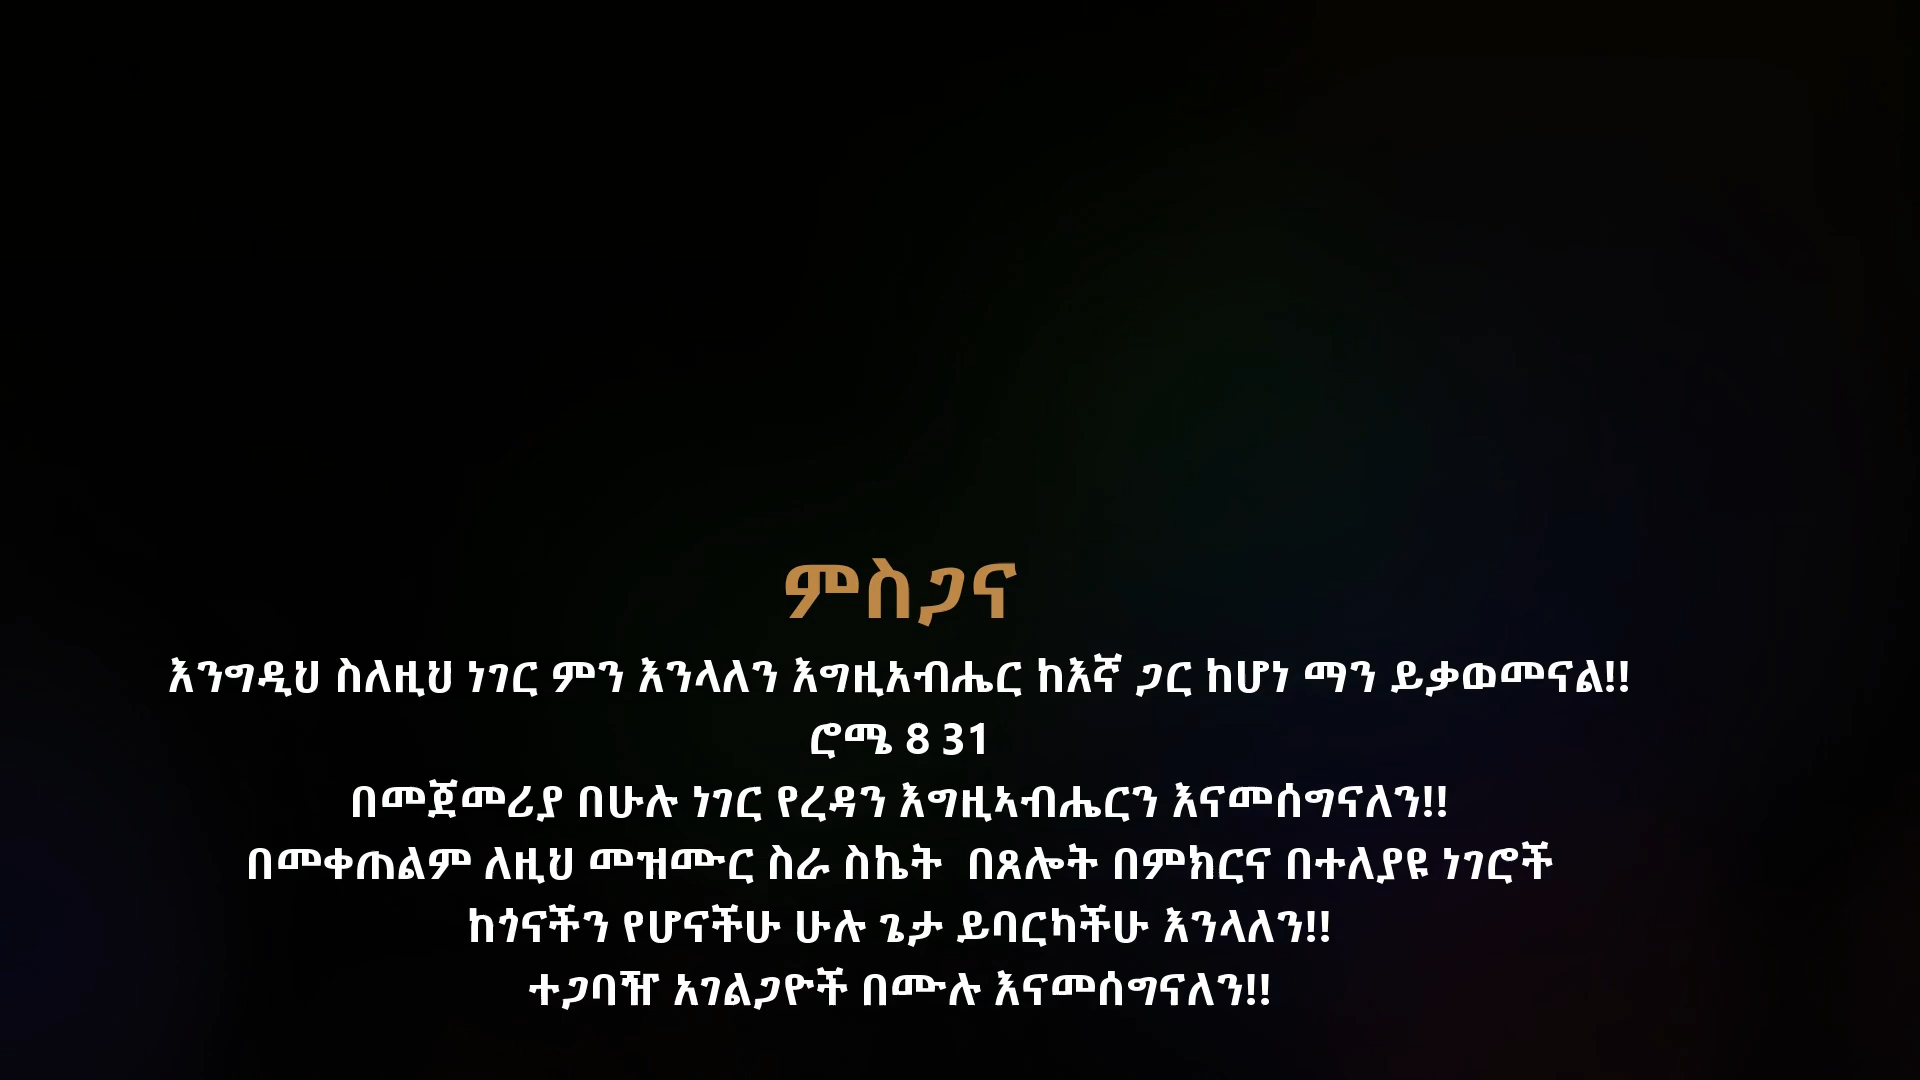 ምስጋና
እንግዲህ ስለዚህ ነገር ምን እንላለን እግዚአብሔር ከእኛ ጋር ከሆነ ማን ይቃወመናል!!
ሮሜ 8 31
በመጀመሪያ በሁሉ ነገር የረዳን እግዚኣብሔርን እናመሰግናለን!!
በመቀጠልም ለዚህ መዝሙር ስራ ስኬት በጸሎት በምክርና በተለያዩ ነገሮች
ከጎናችን የሆናችሁ ሁሉ ጌታ ይባርካችሁ እንላለን!!
ተጋባዥ አገልጋዮች በሙሉ እናመሰግናለን!!